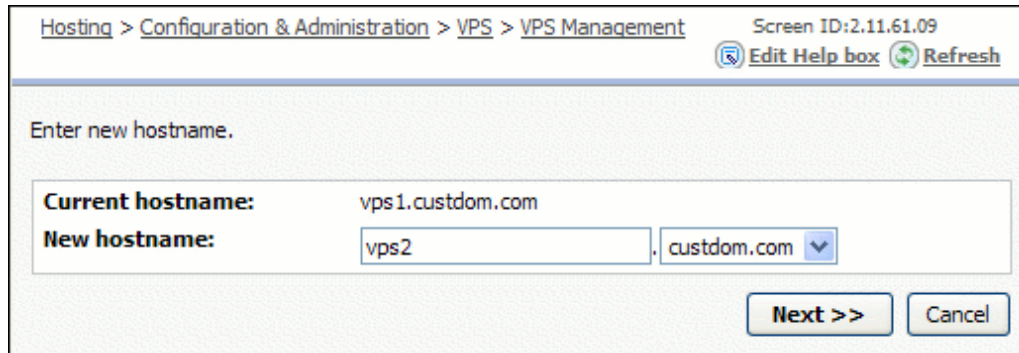 Hosting > Configuration & Administration > VPS > VPS Management
Screen ID:2.11.61.09
Edit Help box Refresh
Enter new hostname.
Current hostname: vps1.custdom.com
New hostname: vps2 . custdom.com
Next >> Cancel